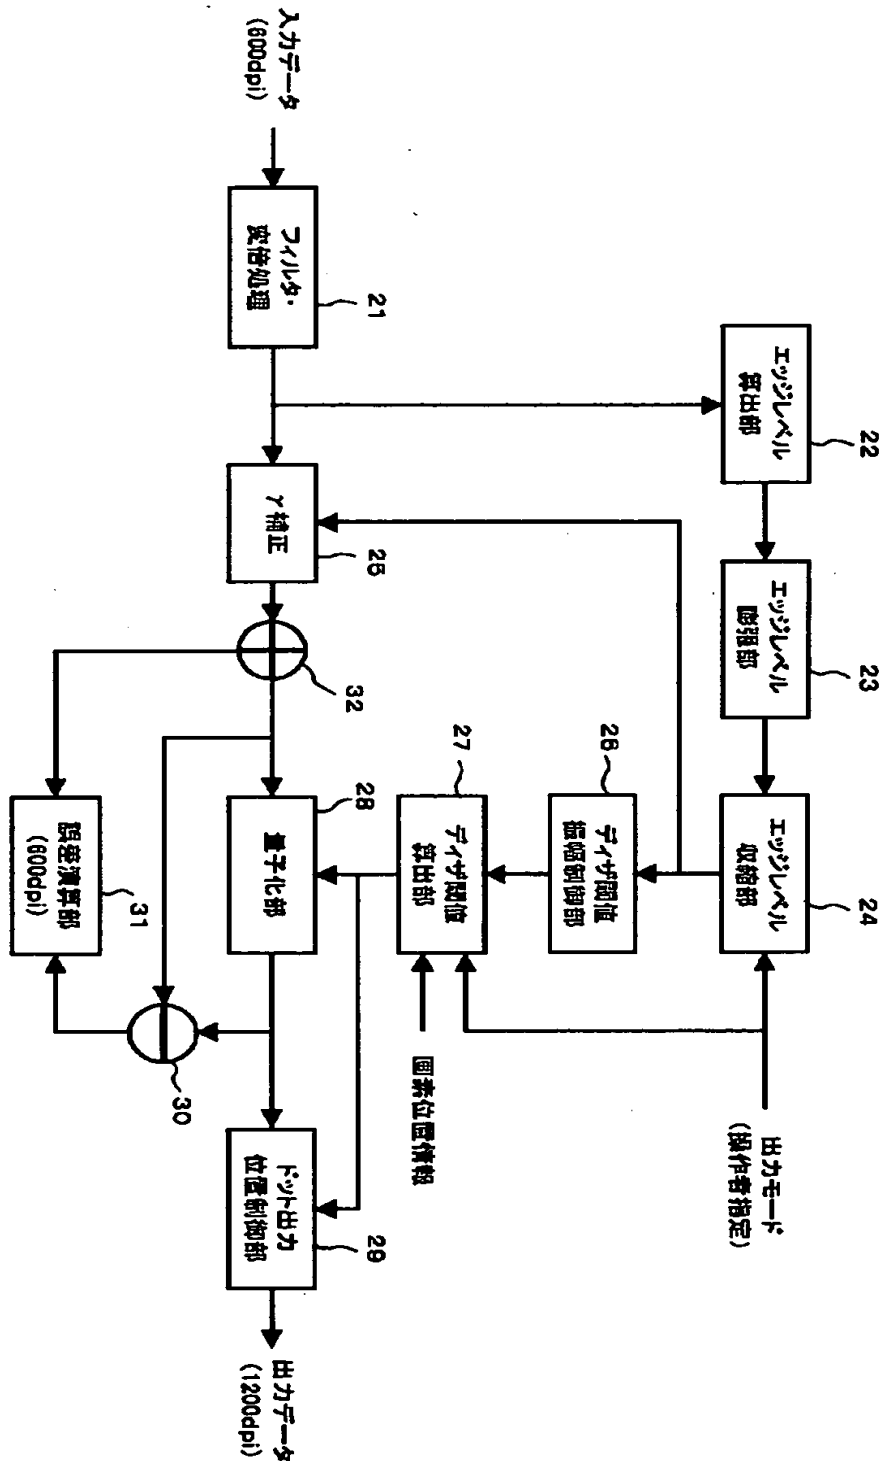 入力データ
(600dpi)
フィルタ・
変倍処理
21
エッジレベル
算出部
22
エッジレベル
膨張部
23
エッジレベル
収縮部
24
出力モード
(操作者指定)
γ補正
25
32
ディザ閾値
振幅制御部
26
ディザ閾値
算出部
27
画素位置情報
量子化部
28
ドット出力
位置制御部
29
出力データ
(1200dpi)
30
誤差演算部
(600dpi)
31